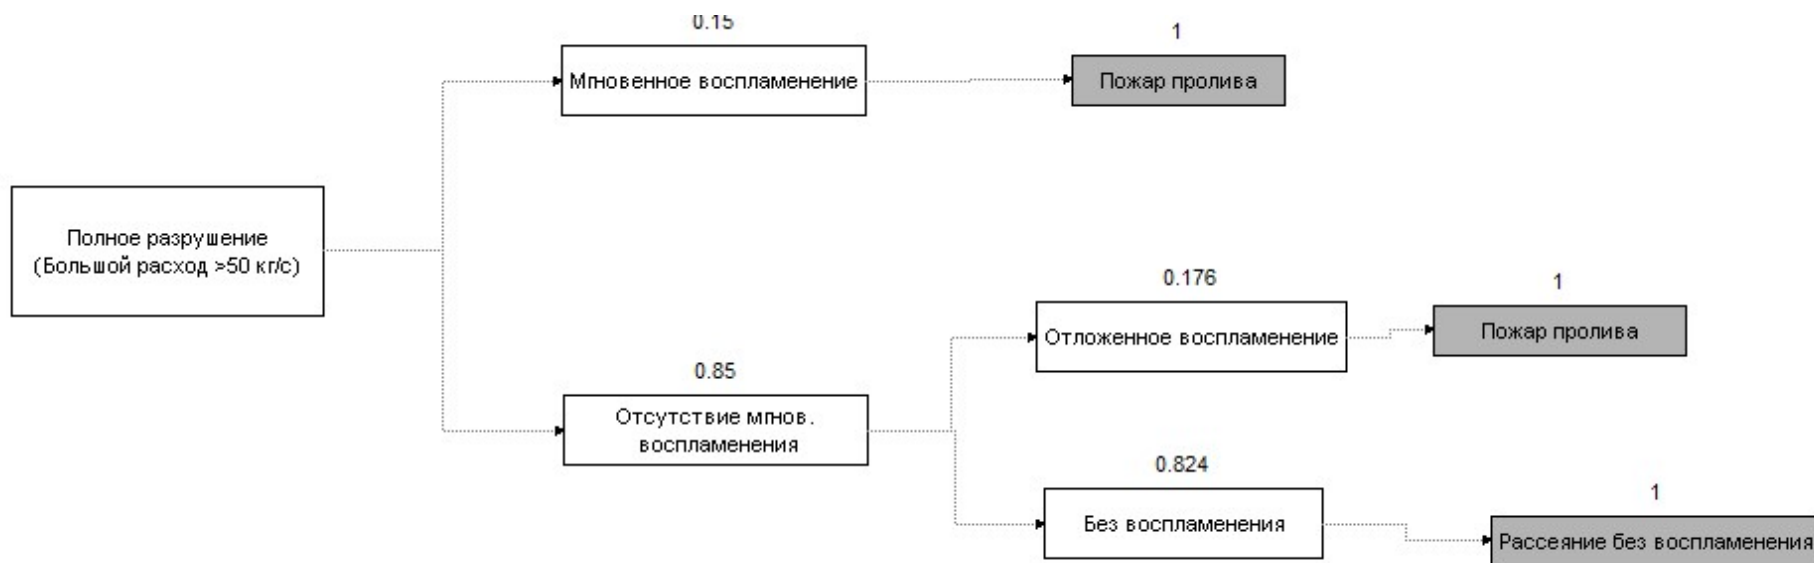 0.15
Мгновенное воспламенение
1
Пожар пролива
Полное разрушение
(Большой расход >50 кг/с)
0.85
Отсутствие мгнов.
воспламенения
0.176
Отложенное воспламенение
1
Пожар пролива
0.824
Без воспламенения
1
Рассеяние без воспламенения